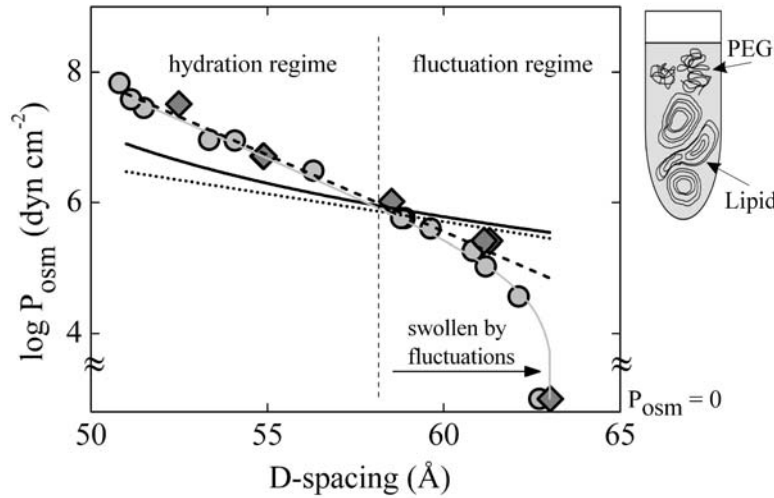 hydration regime
fluctuation regime
PEG
Lipid
8
6
4
log P_osm (dyn cm⁻²)
swollen by
fluctuations
P_osm = 0
50
55
60
65
D-spacing (Å)